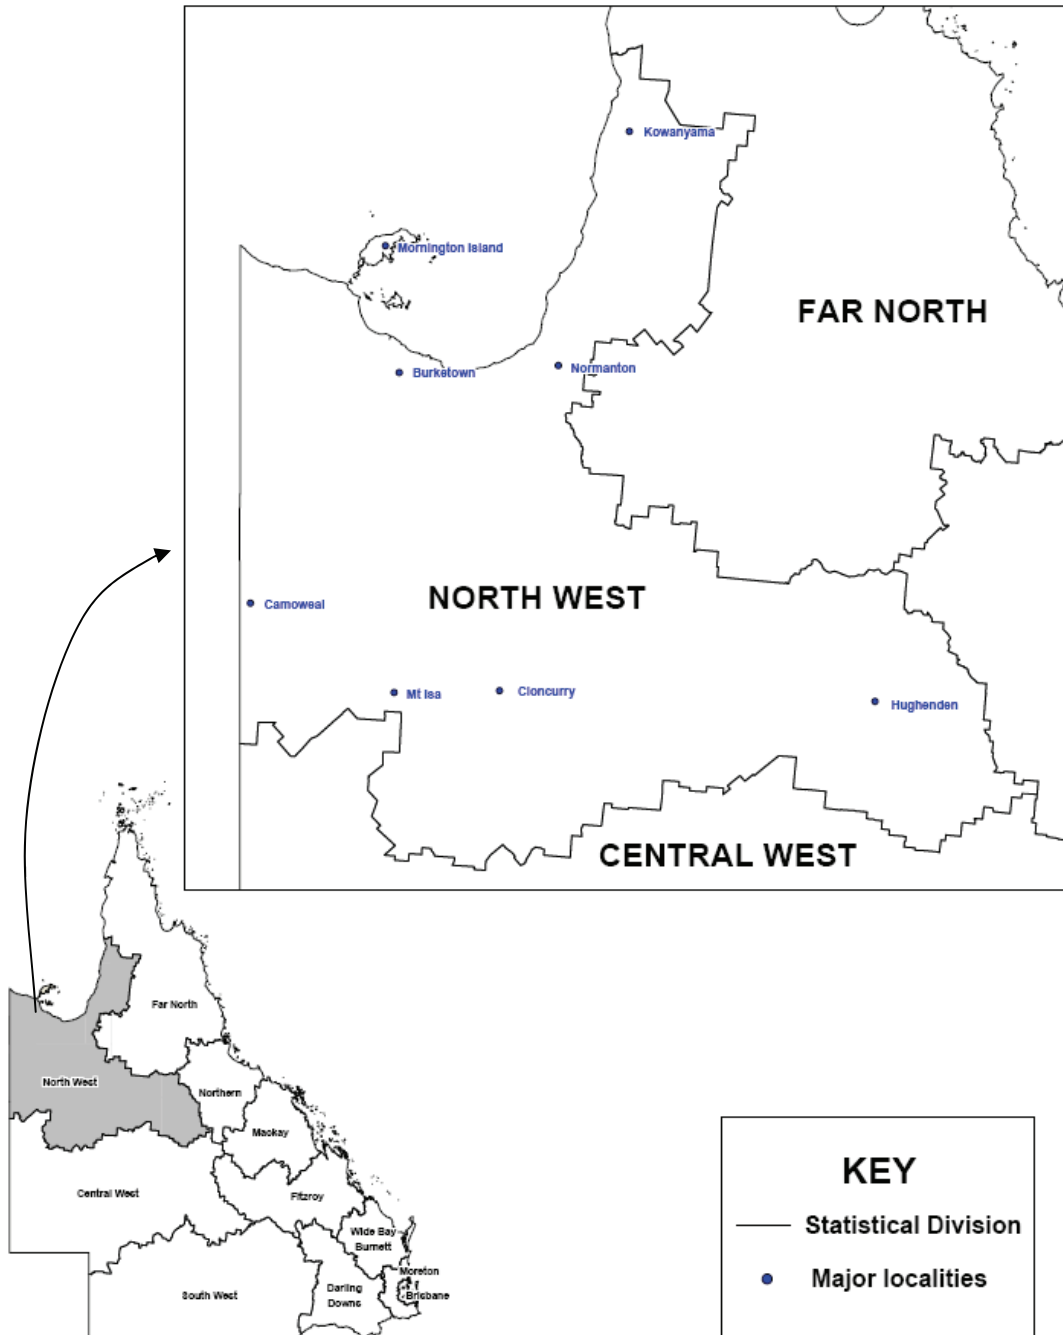 Kowanyama
Mornington Island
FAR NORTH
Burketown
Normanton
NORTH WEST
Camoweal
Mt Isa
Cloncurry
Hughenden
CENTRAL WEST
Far North
North West
Northern
Mackay
Central West
Fitzroy
Wide Bay
Burnett
Moreton
Brisbane
South West
Darling
Downs
KEY
Statistical Division
Major localities